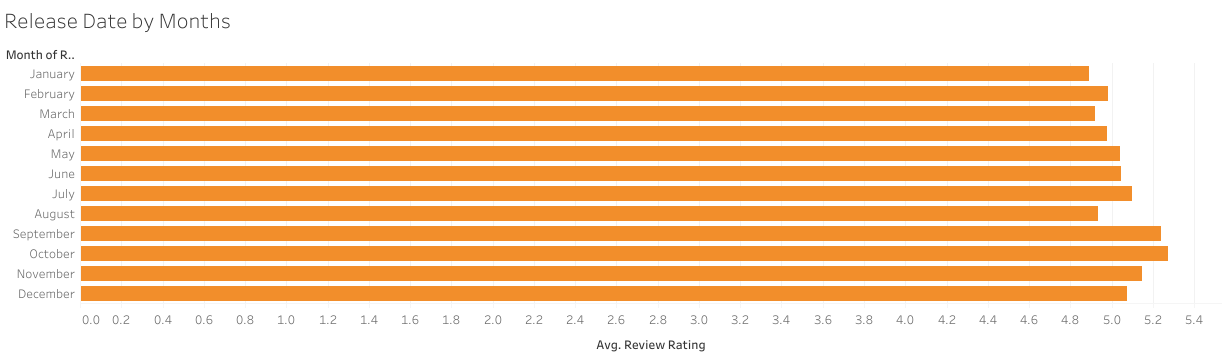 Release Date by Months
Month of R..
January
February
March
April
May
June
July
August
September
October
November
December
0.0 0.2 0.4 0.6 0.8 1.0 1.2 1.4 1.6 1.8 2.0 2.2 2.4 2.6 2.8 3.0 3.2 3.4 3.6 3.8 4.0 4.2 4.4 4.6 4.8 5.0 5.2 5.4
Avg. Review Rating